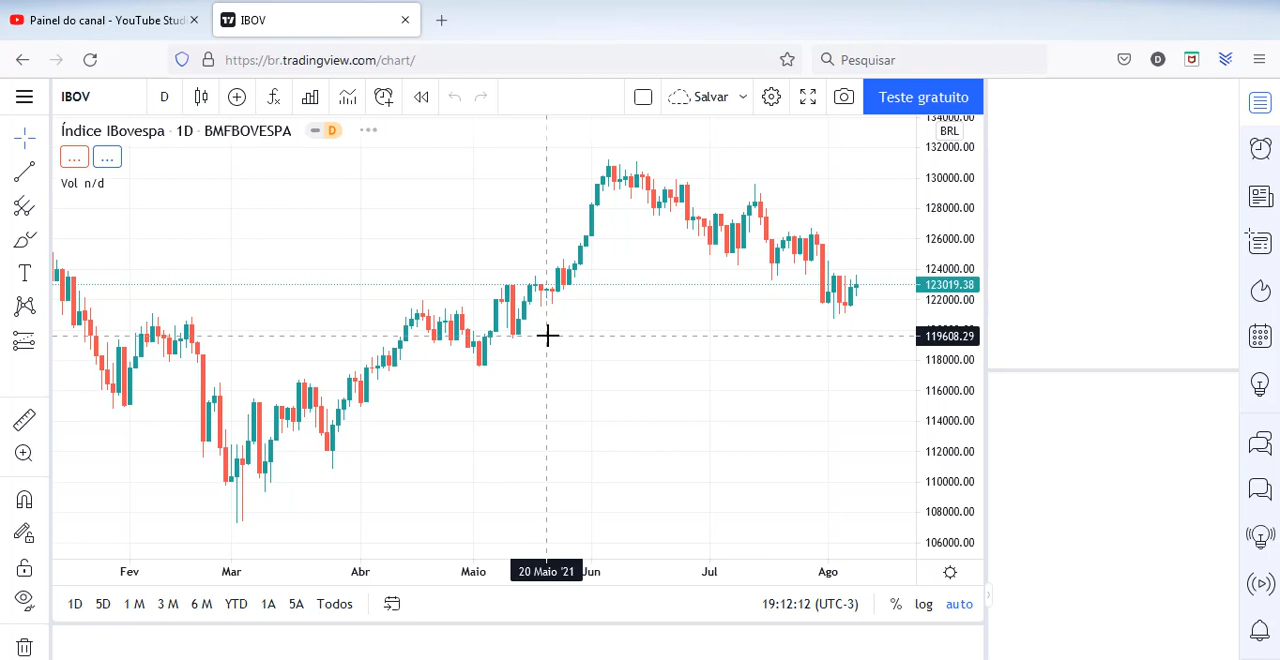 Painel do canal - YouTube Stud
IBOV
https://br.tradingview.com/chart/
Pesquisar
IBOV
D
Salvar
Teste gratuito
Índice IBovespa · 1D · BMFBOVESPA
D
Vol n/d
134000.00
BRL
132000.00
130000.00
128000.00
126000.00
124000.00
123019.38
122000.00
119608.29
118000.00
116000.00
114000.00
112000.00
110000.00
108000.00
106000.00
Fev
Mar
Abr
Maio
20 Maio '21
Jun
Jul
Ago
1D 5D 1 M 3 M 6 M YTD 1A 5A Todos
19:12:12 (UTC-3)
% log auto